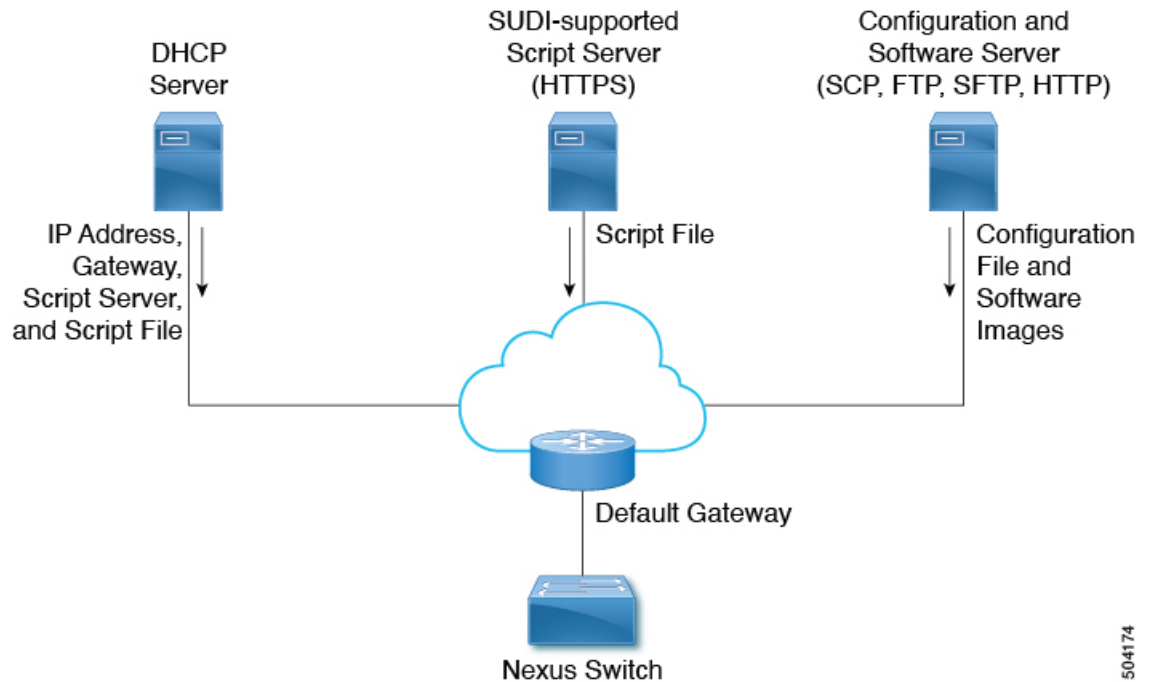 DHCP
Server
SUDI-supported
Script Server
(HTTPS)
Configuration and
Software Server
(SCP, FTP, SFTP, HTTP)
IP Address,
Gateway,
Script Server,
and Script File
Script File
Configuration
File and
Software
Images
Default Gateway
Nexus Switch
504174